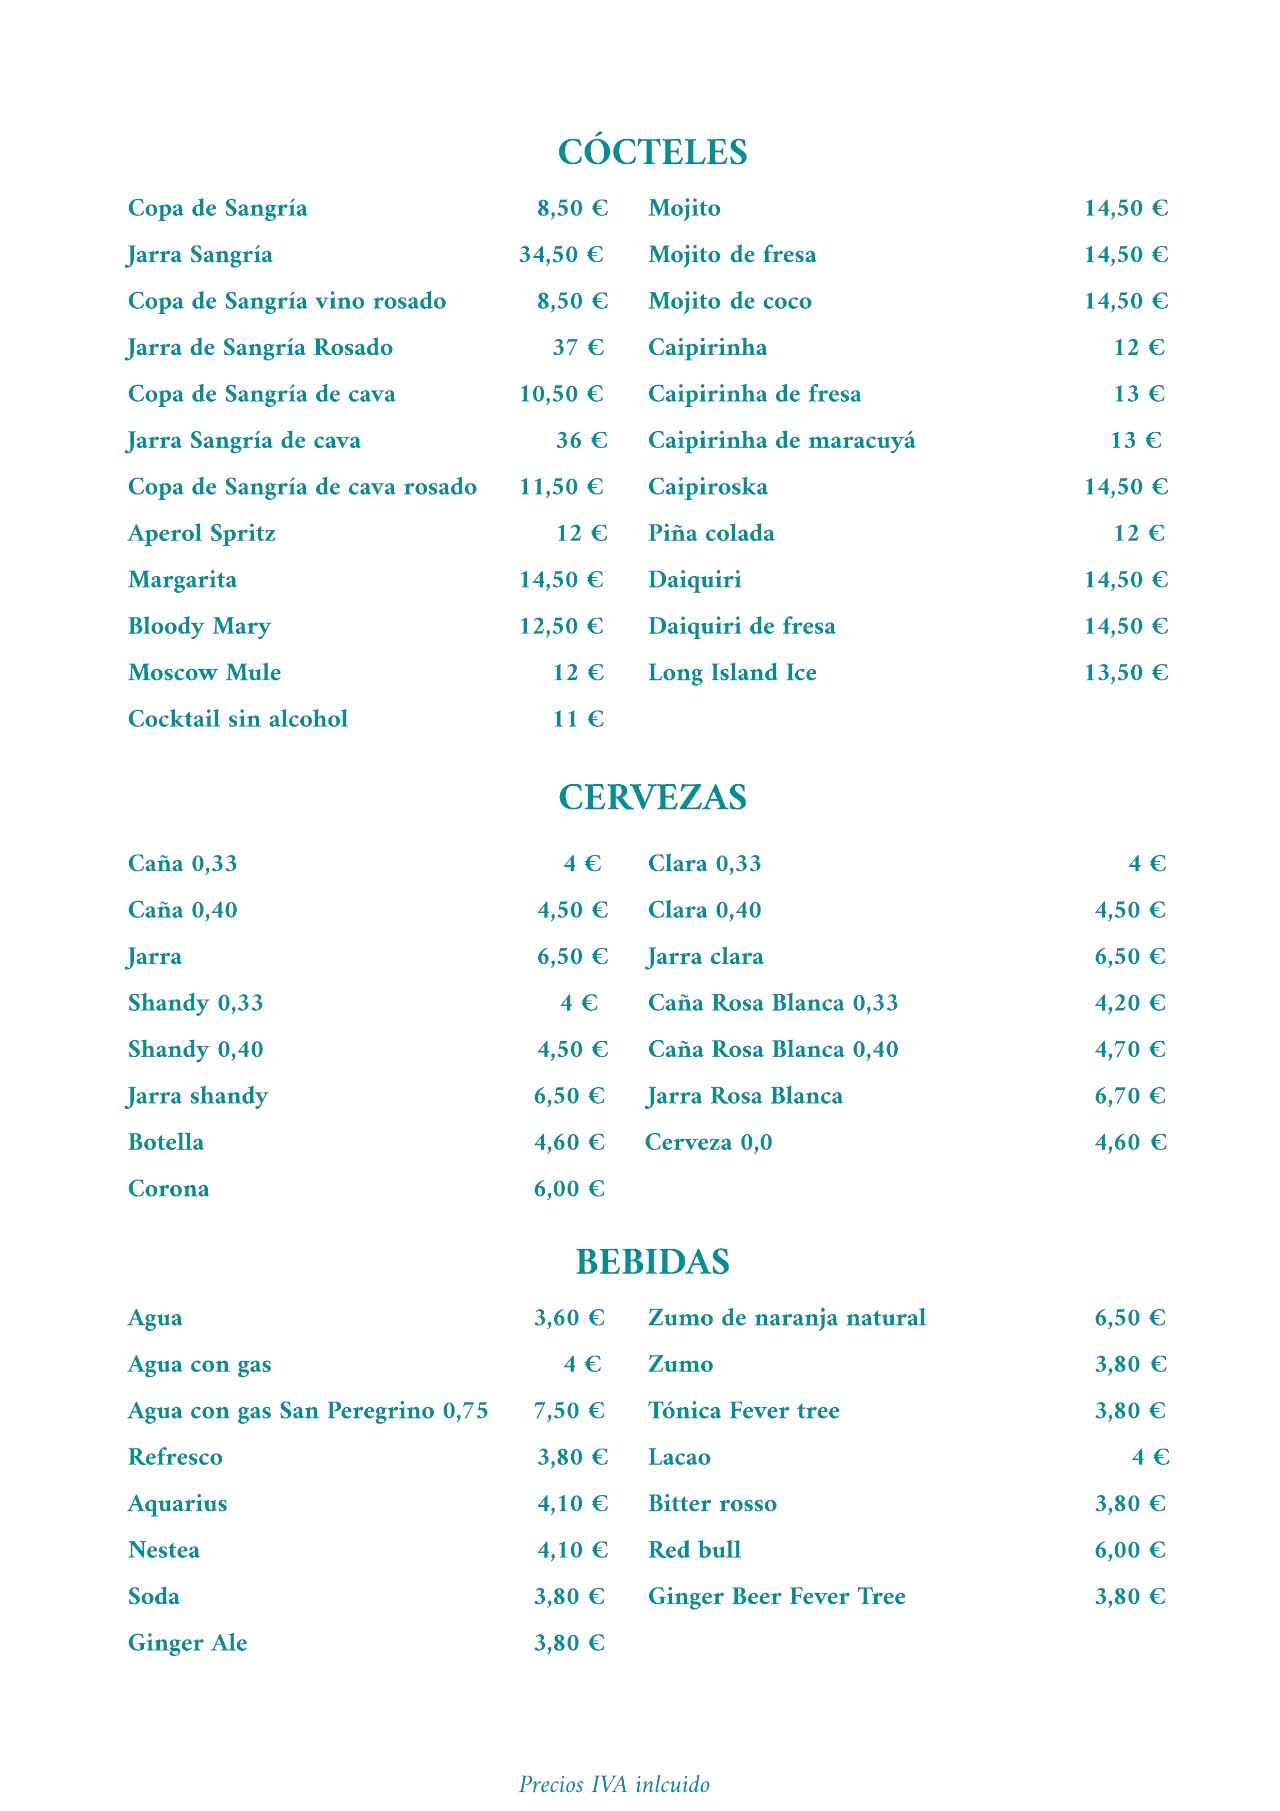 CÓCTELES
Copa de Sangría 8,50 € Mojito 14,50 €
Jarra Sangría 34,50 € Mojito de fresa 14,50 €
Copa de Sangría vino rosado 8,50 € Mojito de coco 14,50 €
Jarra de Sangría Rosado 37 € Caipirinha 12 €
Copa de Sangría de cava 10,50 € Caipirinha de fresa 13 €
Jarra Sangría de cava 36 € Caipirinha de maracuyá 13 €
Copa de Sangría de cava rosado 11,50 € Caipiroska 14,50 €
Aperol Spritz 12 € Piña colada 12 €
Margarita 14,50 € Daiquiri 14,50 €
Bloody Mary 12,50 € Daiquiri de fresa 14,50 €
Moscow Mule 12 € Long Island Ice 13,50 €
Cocktail sin alcohol 11 €
CERVEZAS
Caña 0,33 4 € Clara 0,33 4 €
Caña 0,40 4,50 € Clara 0,40 4,50 €
Jarra 6,50 € Jarra clara 6,50 €
Shandy 0,33 4 € Caña Rosa Blanca 0,33 4,20 €
Shandy 0,40 4,50 € Caña Rosa Blanca 0,40 4,70 €
Jarra shandy 6,50 € Jarra Rosa Blanca 6,70 €
Botella 4,60 € Cerveza 0,0 4,60 €
Corona 6,00 €
BEBIDAS
Agua 3,60 € Zumo de naranja natural 6,50 €
Agua con gas 4 € Zumo 3,80 €
Agua con gas San Peregrino 0,75 7,50 € Tónica Fever tree 3,80 €
Refresco 3,80 € Lacao 4 €
Aquarius 4,10 € Bitter rosso 3,80 €
Nestea 4,10 € Red bull 6,00 €
Soda 3,80 € Ginger Beer Fever Tree 3,80 €
Ginger Ale 3,80 €
Precios IVA inlcuido